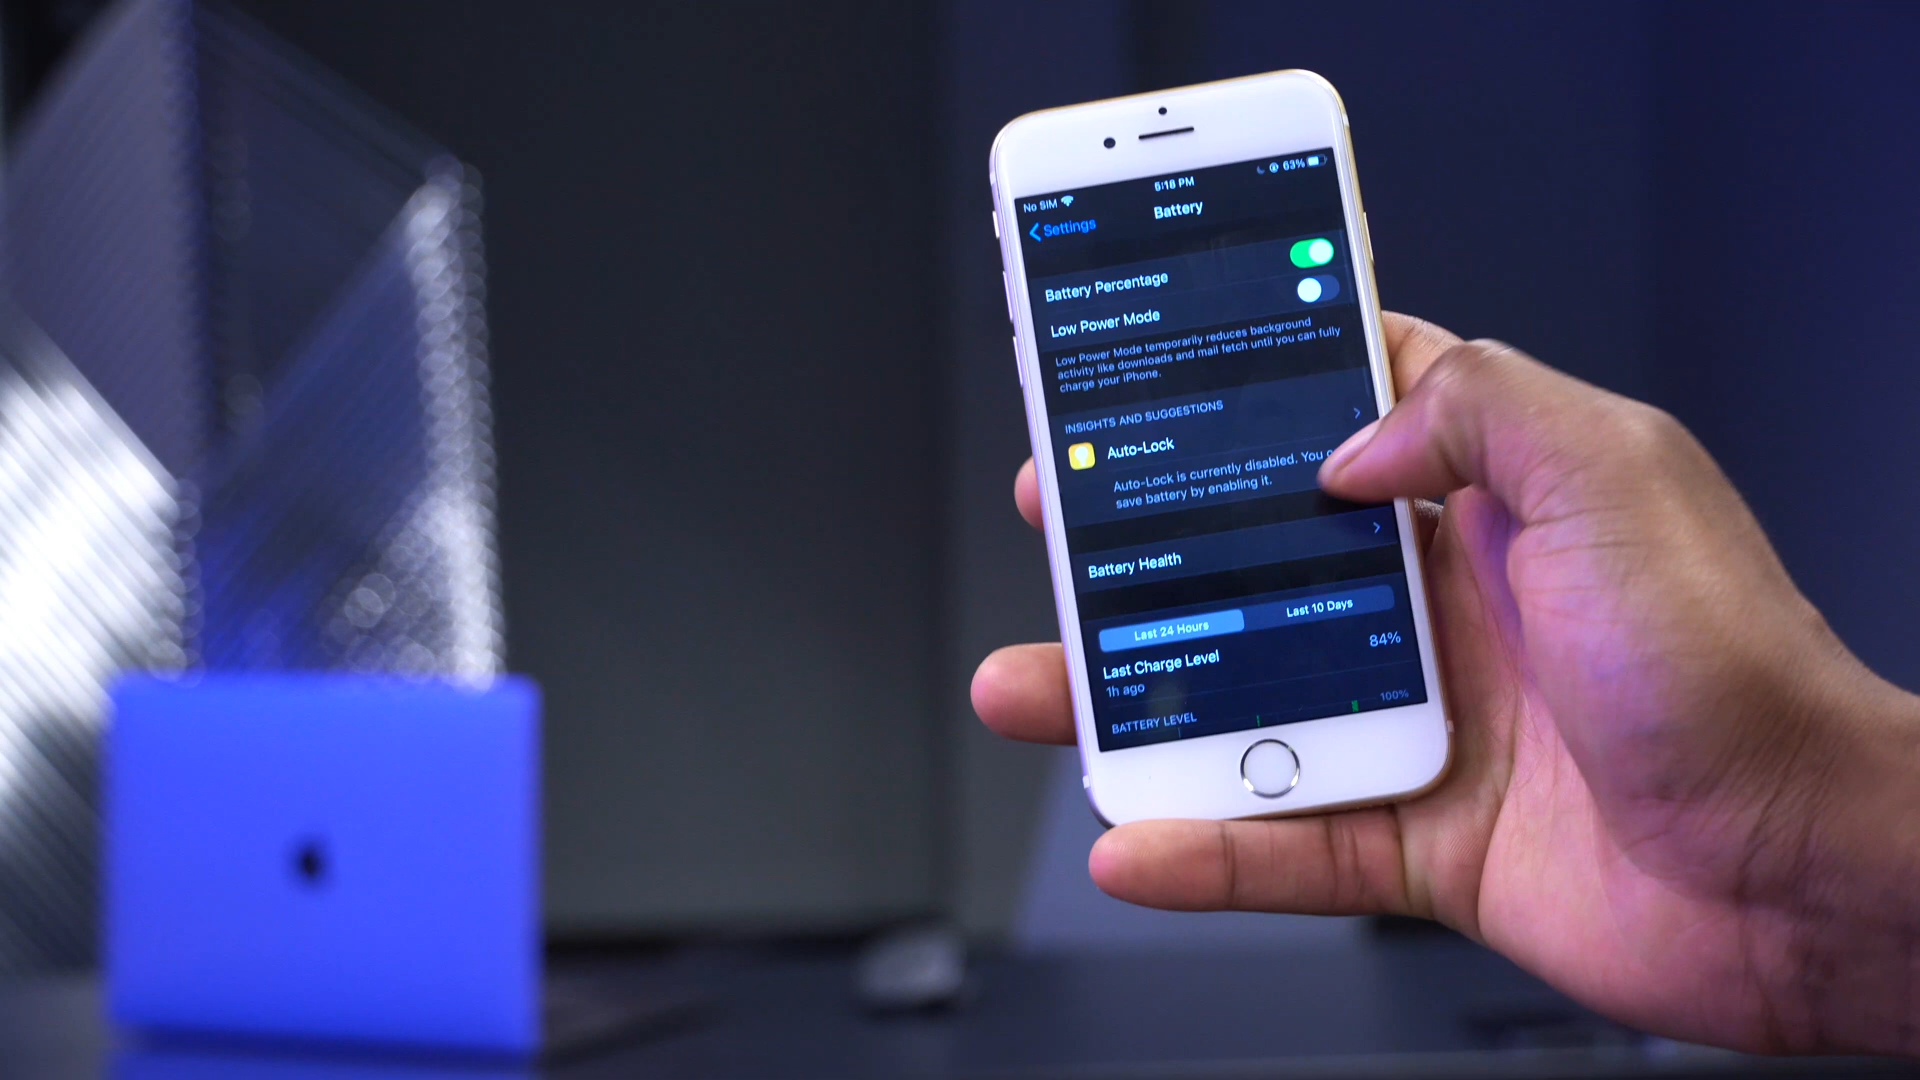 No SIM
5:18 PM
63%
Settings
Battery
Battery Percentage
Low Power Mode
Low Power Mode temporarily reduces background
activity like downloads and mail fetch until you can fully
charge your iPhone.
INSIGHTS AND SUGGESTIONS
Auto-Lock
Auto-Lock is currently disabled. You
save battery by enabling it.
Battery Health
Last 24 Hours
Last 10 Days
Last Charge Level
84%
1h ago
BATTERY LEVEL
100%